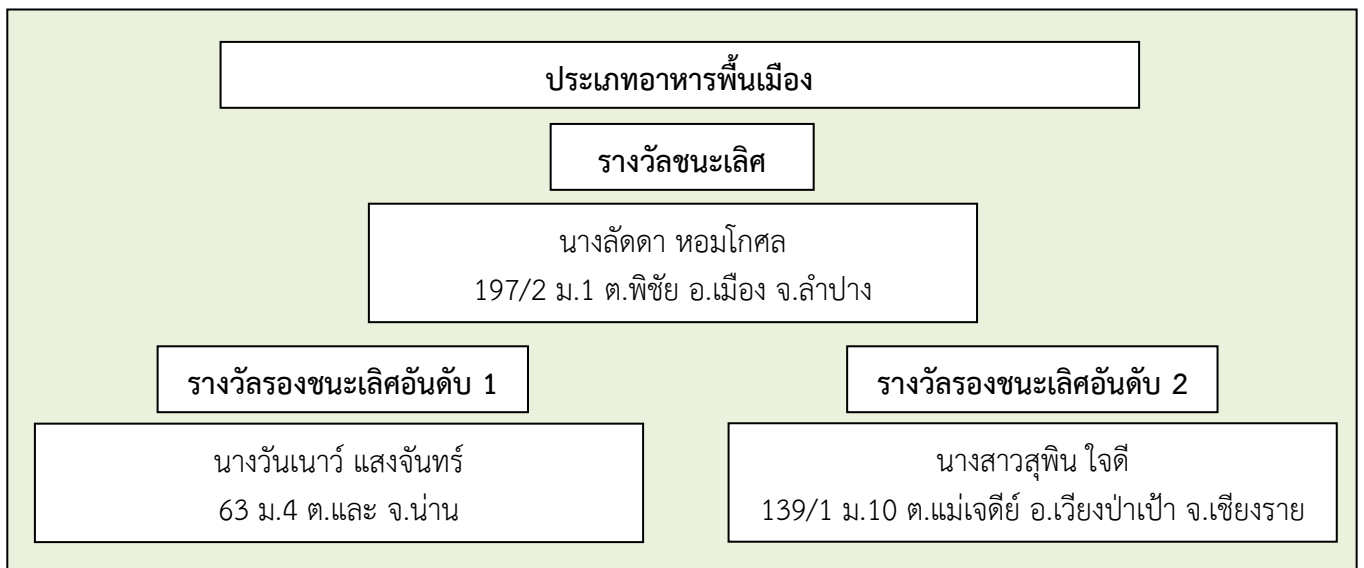 ประเภทอาหารพื้นเมือง
รางวัลชนะเลิศ
นางลัดดา หอมโกศล
197/2 ม.1 ต.พิชัย อ.เมือง จ.ลำปาง
รางวัลรองชนะเลิศอันดับ 1
นางวันเนาว์ แสงจันทร์
63 ม.4 ต.และ จ.น่าน
รางวัลรองชนะเลิศอันดับ 2
นางสาวสุพิน ใจดี
139/1 ม.10 ต.แม่เจดีย์ อ.เวียงป่าเป้า จ.เชียงราย